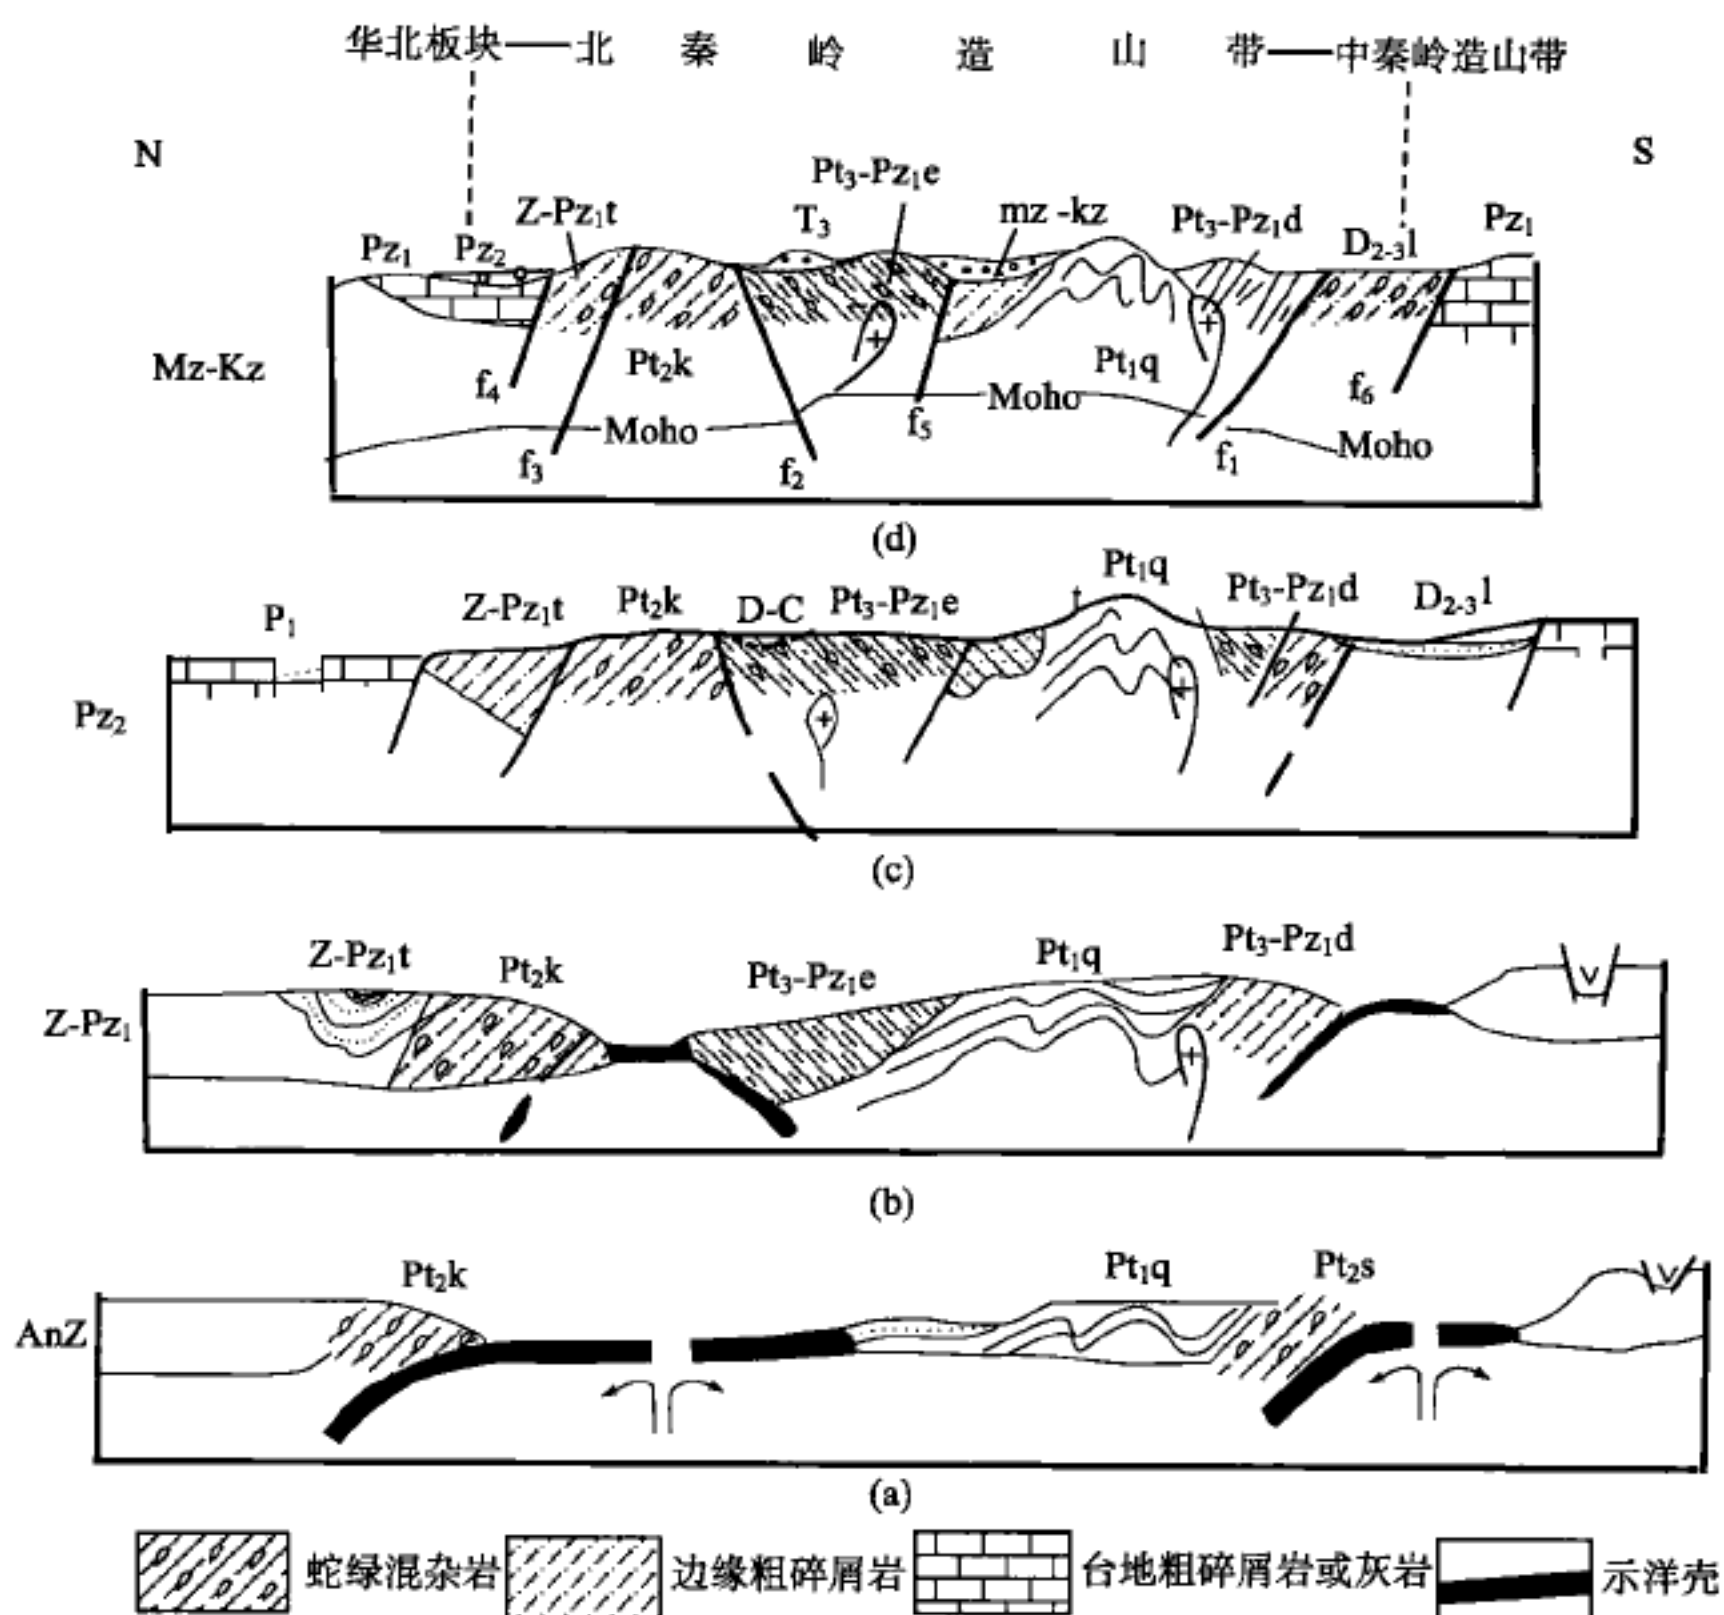 华北板块——北秦岭造山带——中秦岭造山带
N S
Pt₃-Pz₁e
Z-Pz₁t T₃ mz-kz Pt₃-Pz₁d Pz₁
Pz₁ Pz₂ D₂₋₃l
Mz-Kz Pt₂k Pt₁q
f₄ Moho f₆
Moho f₅ Moho
f₃ f₂ f₁
(d)
Pt₁q
Z-Pz₁t Pt₂k D-C Pt₃-Pz₁e Pt₃-Pz₁d D₂₋₃l
P₁
Pz₂
(c)
Z-Pz₁t Pt₂k Pt₃-Pz₁e Pt₁q Pt₃-Pz₁d
Z-Pz₁
(b)
Pt₂k Pt₁q Pt₂s
AnZ
(a)
蛇绿混杂岩 边缘粗碎屑岩 台地粗碎屑岩或灰岩 示洋壳